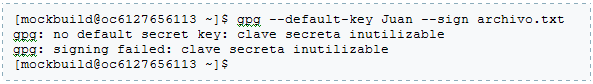 [mockbuild@oc6127656113 ~]$ gpg --default-key Juan --sign archivo.txt
gpg: no default secret key: clave secreta inutilizable
gpg: signing failed: clave secreta inutilizable
[mockbuild@oc6127656113 ~]$